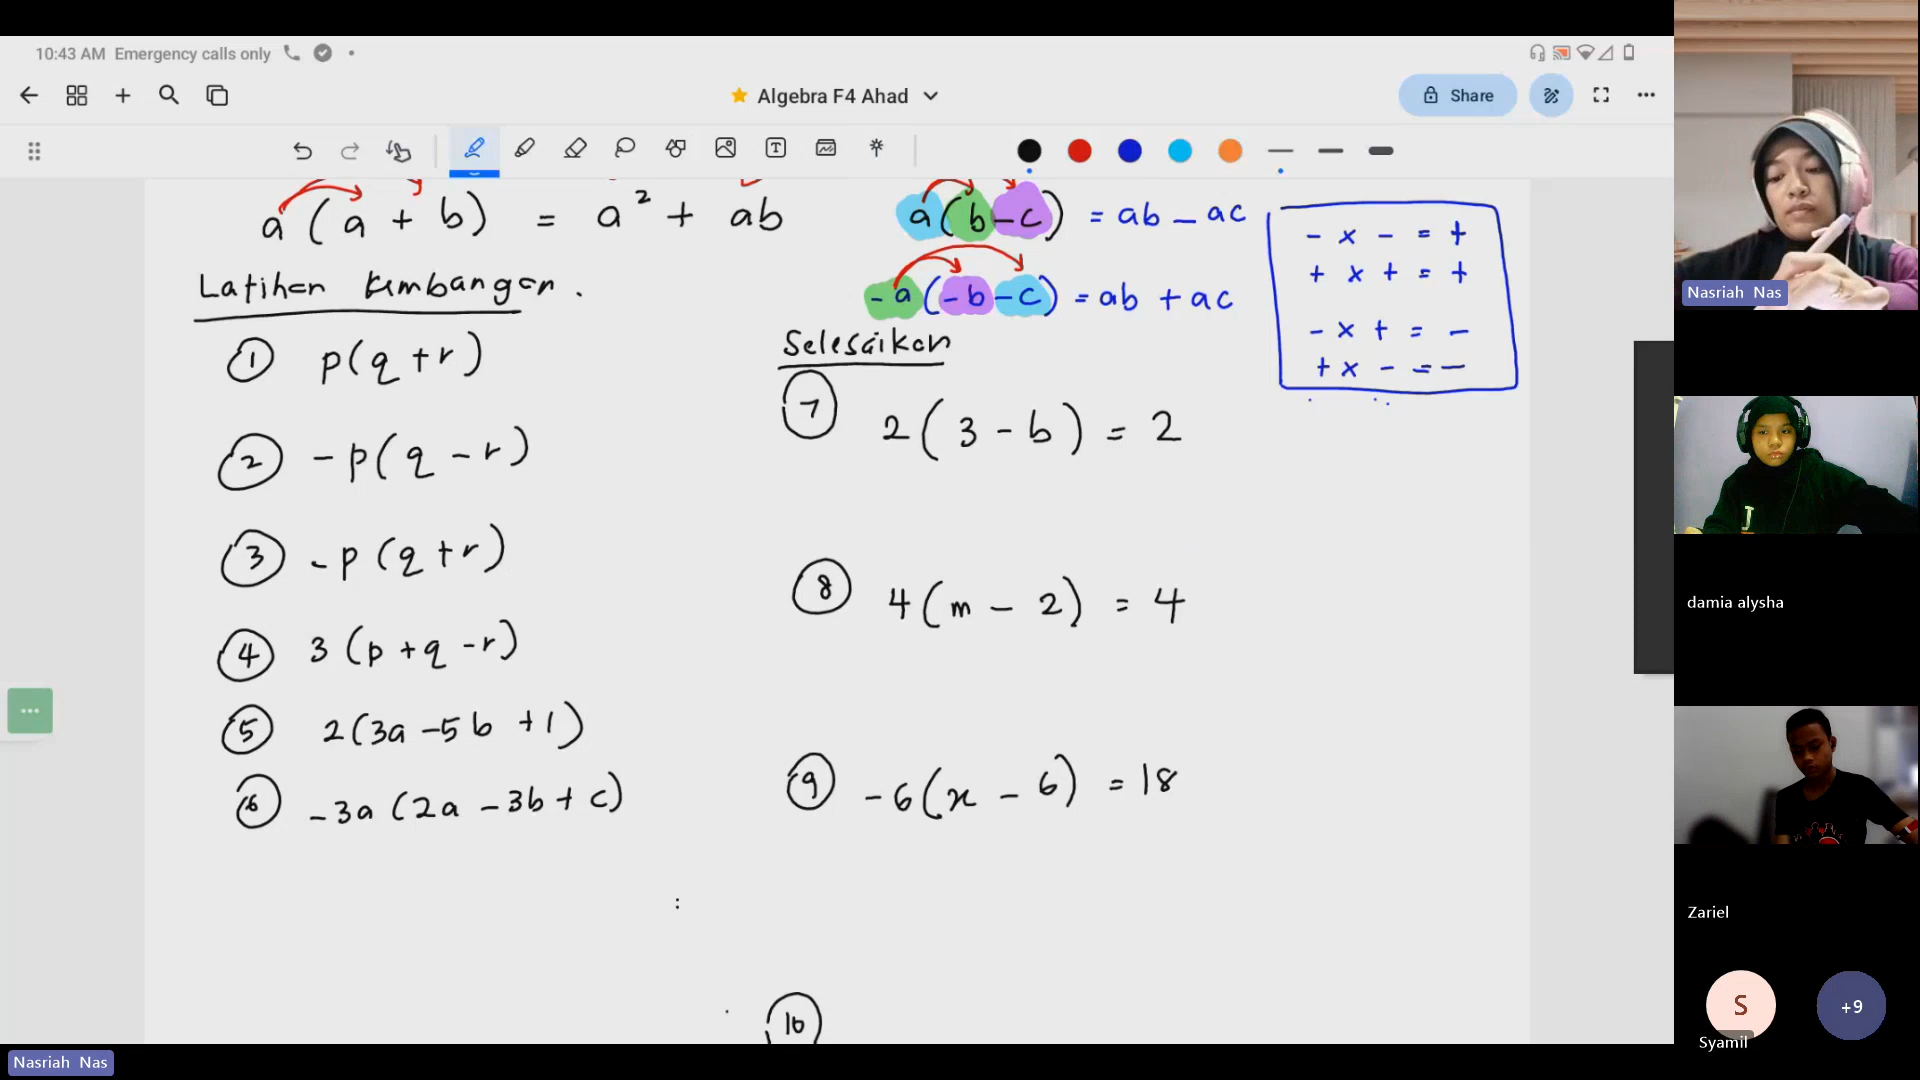 10:43 AM Emergency calls only
Algebra F4 Ahad
Share
a (a + b) = a² + ab
a(b-c) = ab - ac
-a(-b-c) = ab + ac
- x - = +
+ x + = +
- x + = -
+ x - = -
Latihan Kembangan.
① p(q + r)
② -p(q - r)
③ -p(q + r)
④ 3(p + q - r)
⑤ 2(3a - 5b + 1)
⑥ -3a(2a - 3b + c)
Selesaikan
⑦ 2(3 - b) = 2
⑧ 4(m - 2) = 4
⑨ -6(x - 6) = 18
⑩
Nasriah Nas
Nasriah Nas
damia alysha
Zariel
S
Syamil
+9